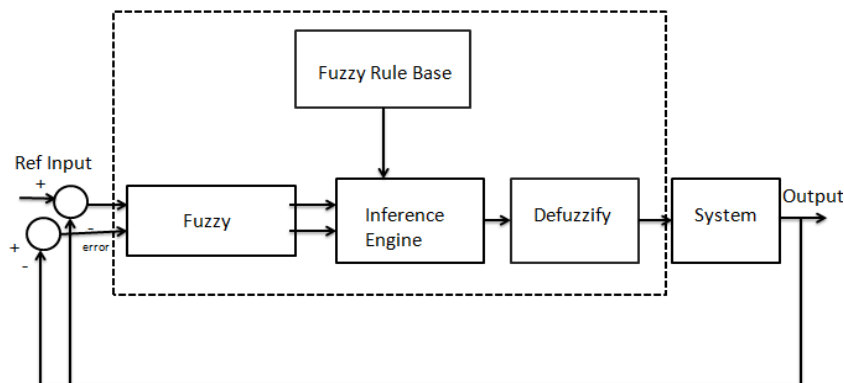 Fuzzy Rule Base
Ref Input
+
Fuzzy
Inference
Engine
Defuzzify
System
Output
-
error
+
-